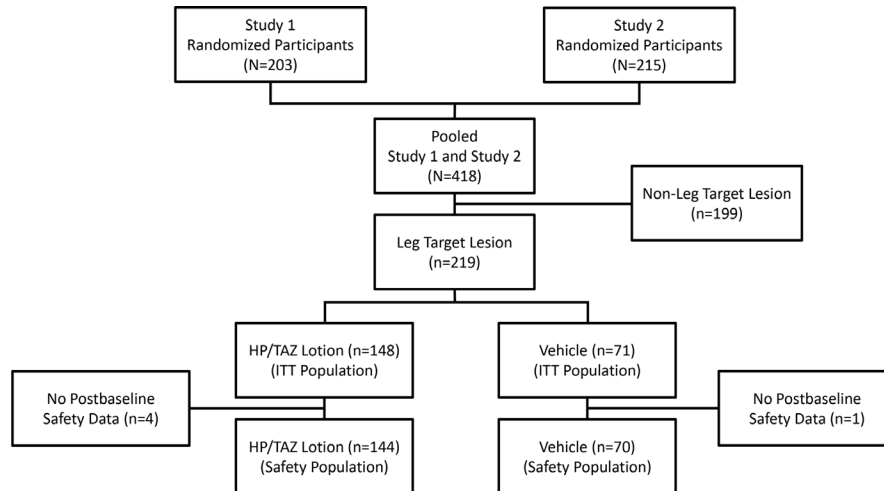 Study 1
Randomized Participants
(N=203)
Study 2
Randomized Participants
(N=215)
Pooled
Study 1 and Study 2
(N=418)
Non-Leg Target Lesion
(n=199)
Leg Target Lesion
(n=219)
HP/TAZ Lotion (n=148)
(ITT Population)
Vehicle (n=71)
(ITT Population)
No Postbaseline
Safety Data (n=4)
No Postbaseline
Safety Data (n=1)
HP/TAZ Lotion (n=144)
(Safety Population)
Vehicle (n=70)
(Safety Population)